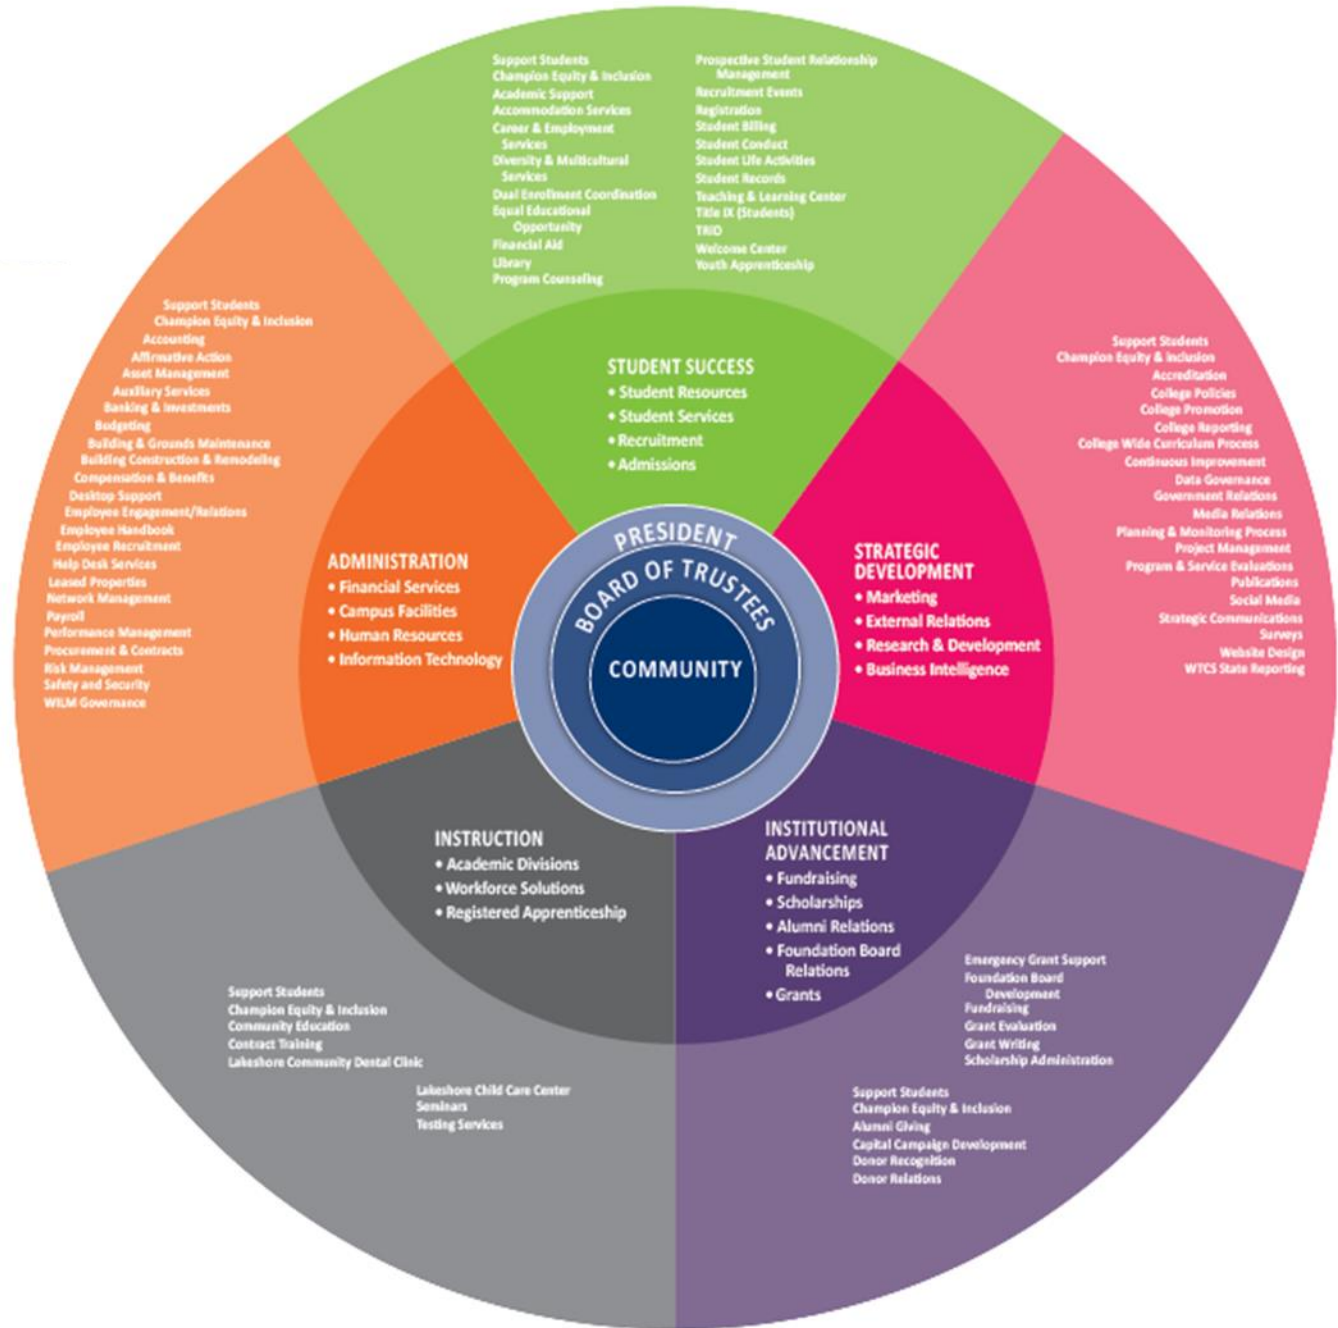 Support Students
Champion Equity & Inclusion
Academic Support
Accommodation Services
Career & Employment
Services
Diversity & Multicultural
Services
Dual Enrollment Coordination
Equal Educational
Opportunity
Financial Aid
Library
Program Counseling
Prospective Student Relationship
Management
Recruitment Events
Registration
Student Billing
Student Conduct
Student Life Activities
Student Records
Teaching & Learning Center
Title IX (Students)
TRIO
Welcome Center
Youth Apprenticeship
STUDENT SUCCESS
• Student Resources
• Student Services
• Recruitment
• Admissions
Support Students
Champion Equity & Inclusion
Accounting
Affirmative Action
Asset Management
Auxiliary Services
Banking & Investments
Budgeting
Building & Grounds Maintenance
Building Construction & Remodeling
Compensation & Benefits
Desktop Support
Employee Engagement/Relations
Employee Handbook
Employee Recruitment
Help Desk Services
Leased Properties
Network Management
Payroll
Performance Management
Procurement & Contracts
Risk Management
Safety and Security
WILM Governance
ADMINISTRATION
• Financial Services
• Campus Facilities
• Human Resources
• Information Technology
PRESIDENT
BOARD OF TRUSTEES
COMMUNITY
STRATEGIC
DEVELOPMENT
• Marketing
• External Relations
• Research & Development
• Business Intelligence
Support Students
Champion Equity & Inclusion
Accreditation
College Policies
College Promotion
College Reporting
College Wide Curriculum Process
Continuous Improvement
Data Governance
Government Relations
Media Relations
Planning & Monitoring Process
Project Management
Program & Service Evaluations
Publications
Social Media
Strategic Communications
Surveys
Website Design
WTCS State Reporting
INSTRUCTION
• Academic Divisions
• Workforce Solutions
• Registered Apprenticeship
Support Students
Champion Equity & Inclusion
Community Education
Contract Training
Lakeshore Community Dental Clinic
Lakeshore Child Care Center
Seminars
Testing Services
INSTITUTIONAL
ADVANCEMENT
• Fundraising
• Scholarships
• Alumni Relations
• Foundation Board
Relations
• Grants
Emergency Grant Support
Foundation Board
Development
Fundraising
Grant Evaluation
Grant Writing
Scholarship Administration
Support Students
Champion Equity & Inclusion
Alumni Giving
Capital Campaign Development
Donor Recognition
Donor Relations